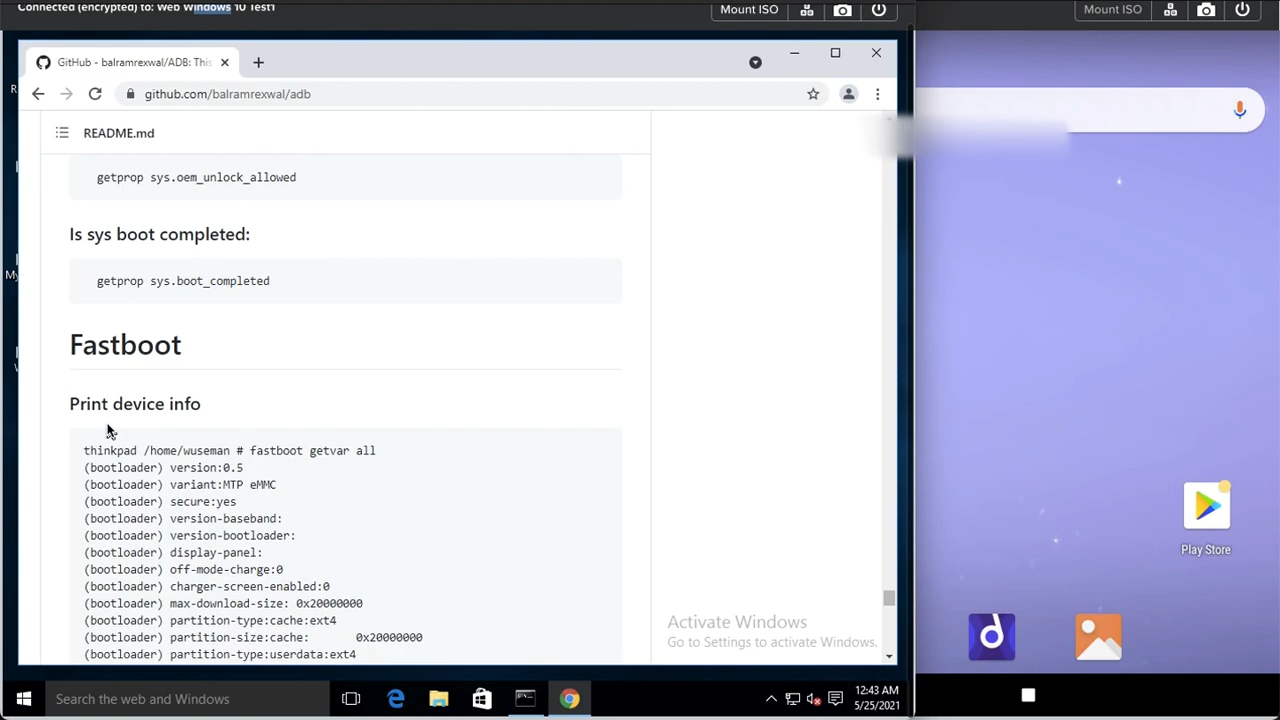 Connected (encrypted) to: Web Windows 10 Test1
Mount ISO
Mount ISO
GitHub - balramrexwal/ADB: This
github.com/balramrexwal/adb
README.md
getprop sys.oem_unlock_allowed
Is sys boot completed:
getprop sys.boot_completed
Fastboot
Print device info
thinkpad /home/wuseman # fastboot getvar all
(bootloader) version:0.5
(bootloader) variant:MTP eMMC
(bootloader) secure:yes
(bootloader) version-baseband:
(bootloader) version-bootloader:
(bootloader) display-panel:
(bootloader) off-mode-charge:0
(bootloader) charger-screen-enabled:0
(bootloader) max-download-size: 0x20000000
(bootloader) partition-type:cache:ext4
(bootloader) partition-size:cache: 0x20000000
(bootloader) partition-type:userdata:ext4
Activate Windows
Go to Settings to activate Windows.
Play Store
Search the web and Windows
12:43 AM
5/25/2021